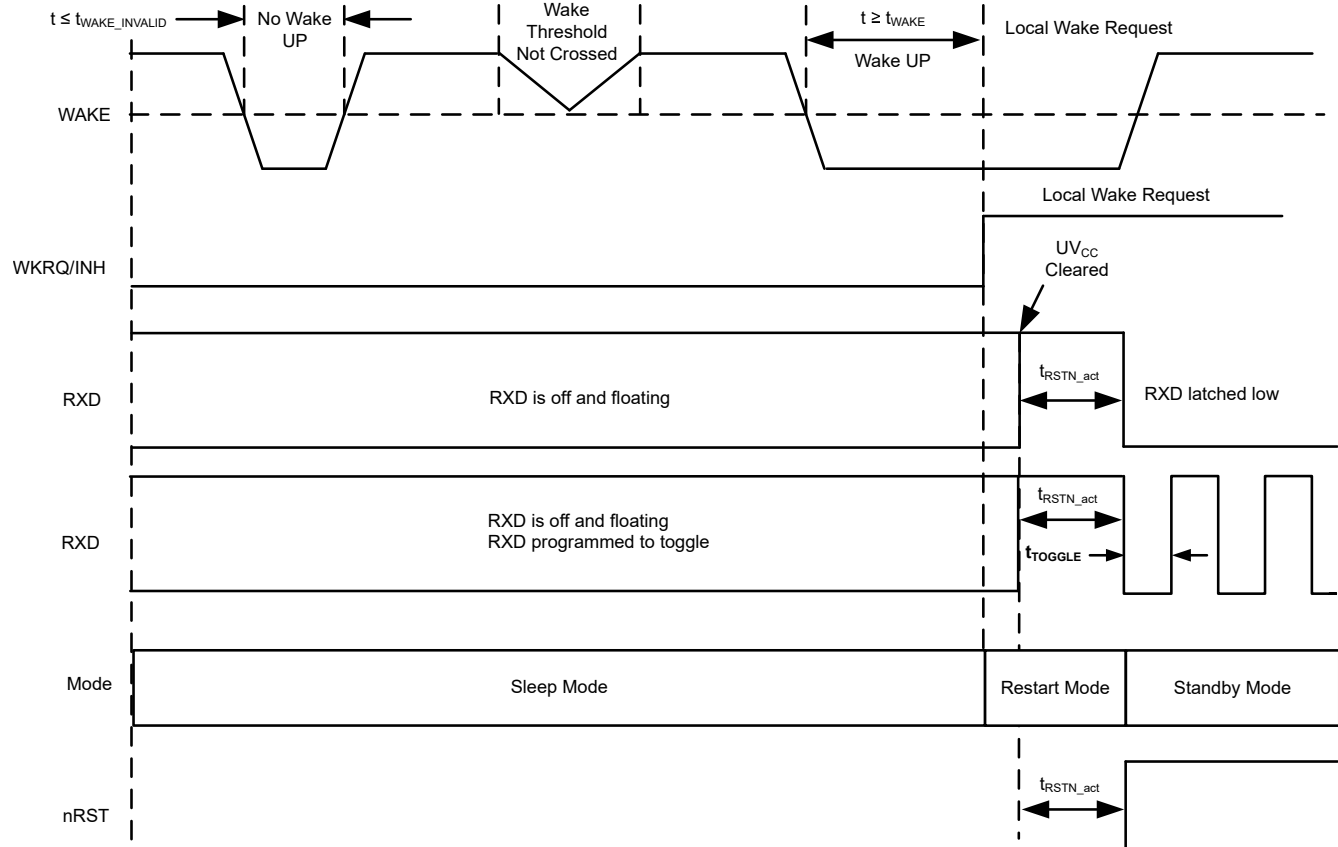 t ≤ tWAKE_INVALID
No Wake
UP
Wake
Threshold
Not Crossed
t ≥ tWAKE
Wake UP
Local Wake Request
WAKE
Local Wake Request
WKRQ/INH
UVCC
Cleared
RXD
RXD is off and floating
tRSTN_act
RXD latched low
RXD
RXD is off and floating
RXD programmed to toggle
tRSTN_act
tTOGGLE
Mode
Sleep Mode
Restart Mode
Standby Mode
nRST
tRSTN_act